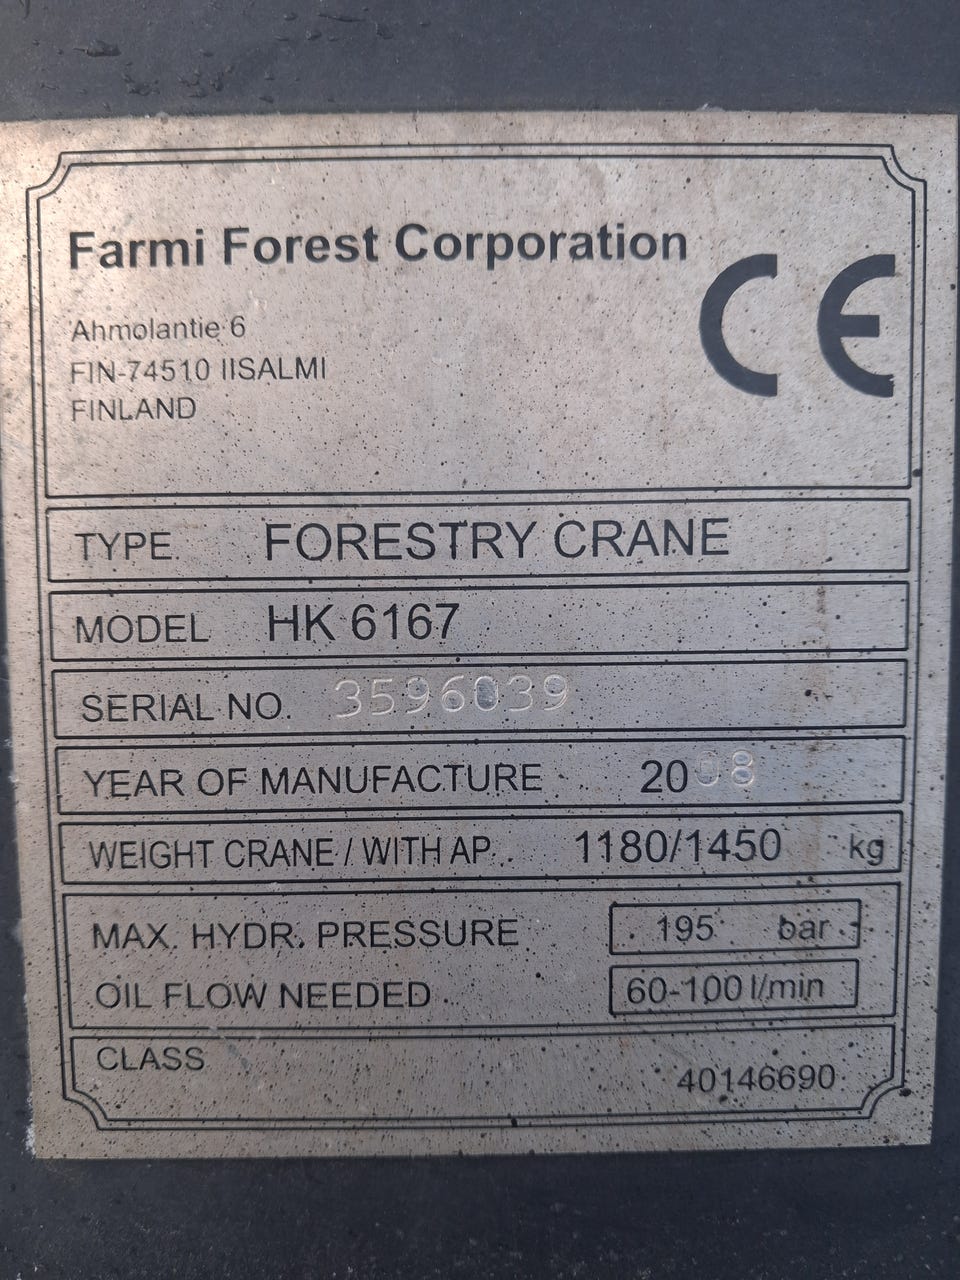 Farmi Forest Corporation
CE
Ahmolantie 6
FIN-74510 IISALMI
FINLAND
TYPE FORESTRY CRANE
MODEL HK 6167
SERIAL NO. 3596039
YEAR OF MANUFACTURE 2008
WEIGHT CRANE / WITH AP 1180/1450 kg
MAX. HYDR. PRESSURE 195 bar
OIL FLOW NEEDED 60-100 l/min
CLASS
40146690